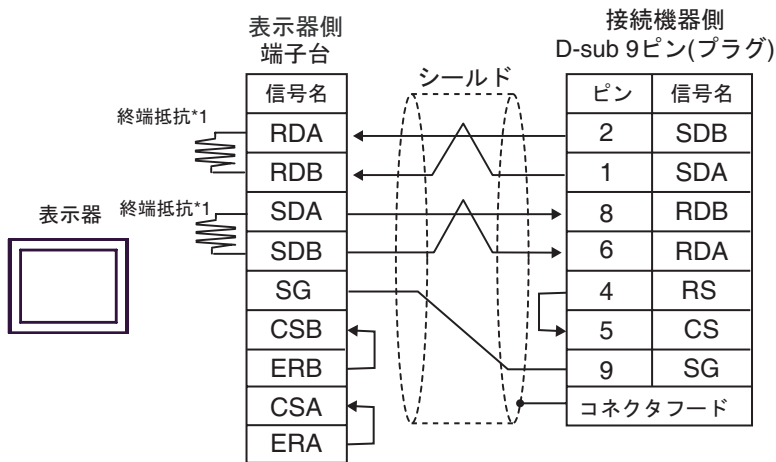 表示器側
端子台
接続機器側
D-sub 9ピン(プラグ)
シールド
信号名
ピン 信号名
終端抵抗*1
RDA 2 SDB
RDB 1 SDA
表示器
終端抵抗*1
SDA 8 RDB
SDB 6 RDA
SG 4 RS
CSB 5 CS
ERB 9 SG
CSA コネクタフード
ERA